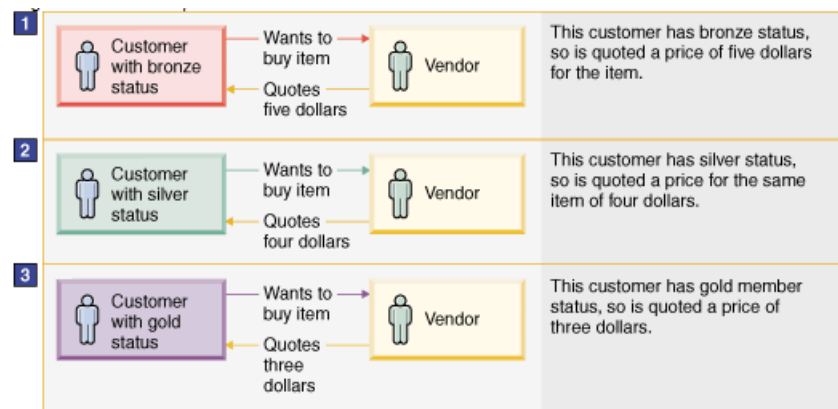 1
Customer
with bronze
status
Wants to
buy item
Quotes
five dollars
Vendor
This customer has bronze status,
so is quoted a price of five dollars
for the item.
2
Customer
with silver
status
Wants to
buy item
Quotes
four dollars
Vendor
This customer has silver status,
so is quoted a price for the same
item of four dollars.
3
Customer
with gold
status
Wants to
buy item
Quotes
three
dollars
Vendor
This customer has gold member
status, so is quoted a price of
three dollars.